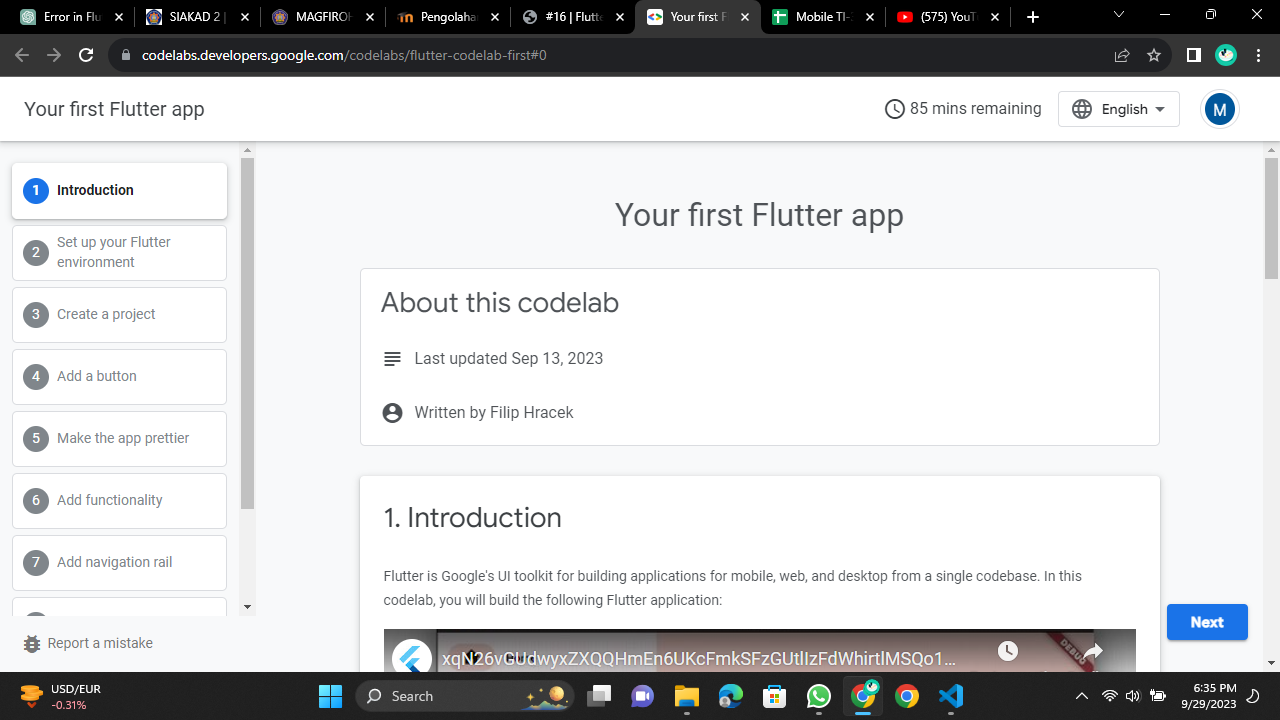 Error in Flu
SIAKAD 2 |
MAGFIROH
Pengolahan
#16 | Flutte
Your first F
Mobile TI-
(575) YouTu
codelabs.developers.google.com/codelabs/flutter-codelab-first#0
Your first Flutter app
85 mins remaining
English
M
1 Introduction
2 Set up your Flutter
environment
3 Create a project
4 Add a button
5 Make the app prettier
6 Add functionality
7 Add navigation rail
Report a mistake
Your first Flutter app
About this codelab
Last updated Sep 13, 2023
Written by Filip Hracek
1. Introduction
Flutter is Google's UI toolkit for building applications for mobile, web, and desktop from a single codebase. In this
codelab, you will build the following Flutter application:
xqN26vGUdwyxZXQQHmEn6UKcFmkSFzGUtlIzFdWhirtlMSQo1...
DEBUG
Next
USD/EUR
-0.31%
Search
6:35 PM
9/29/2023